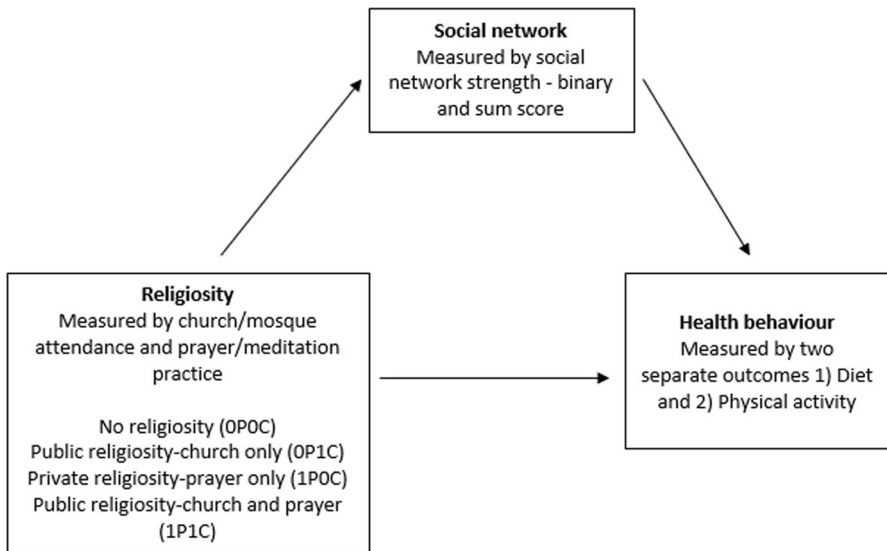 Social network
Measured by social
network strength - binary
and sum score
Religiosity
Measured by church/mosque
attendance and prayer/meditation
practice
No religiosity (0P0C)
Public religiosity-church only (0P1C)
Private religiosity-prayer only (1P0C)
Public religiosity-church and prayer
(1P1C)
Health behaviour
Measured by two
separate outcomes 1) Diet
and 2) Physical activity